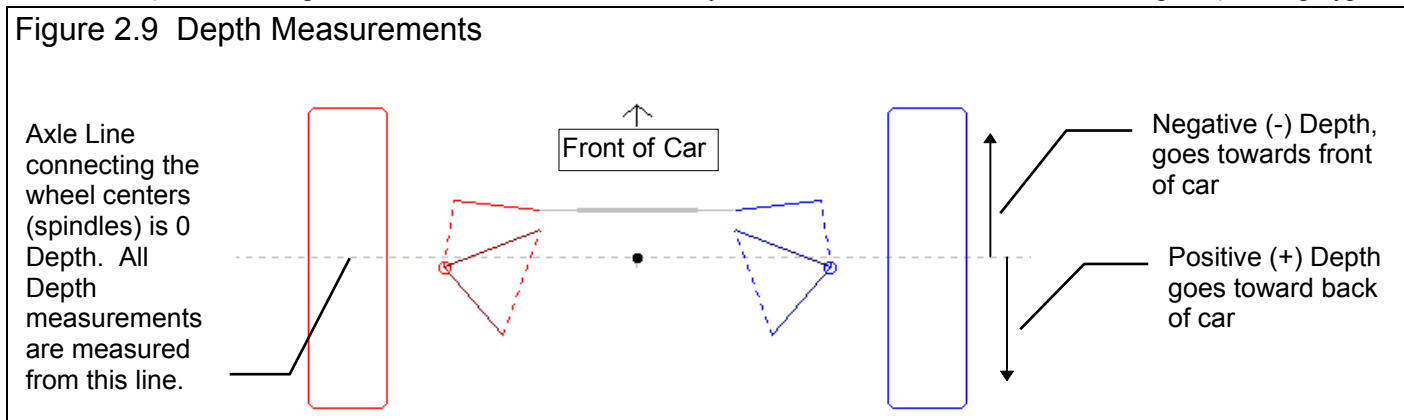 Figure 2.9 Depth Measurements
Axle Line
connecting the
wheel centers
(spindles) is 0
Depth. All
Depth
measurements
are measured
from this line.
Front of Car
Negative (-) Depth,
goes towards front
of car
Positive (+) Depth
goes toward back
of car